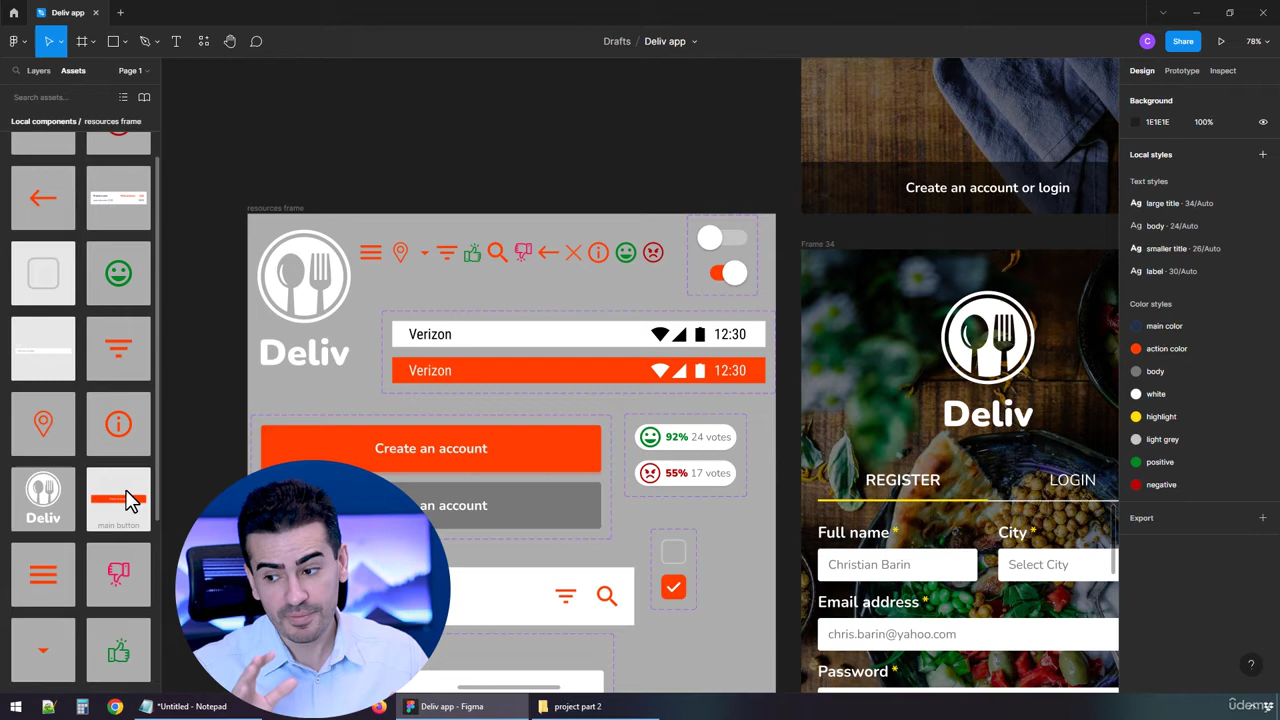 Deliv app
Drafts / Deliv app
C
Share
78%
Layers
Assets
Page 1
Design
Prototype
Inspect
Search assets...
Local components / resources frame
Background
1E1E1E
100%
Local styles
Text styles
Ag large title · 34/Auto
Ag body · 24/Auto
Ag smaller title · 26/Auto
Ag label · 30/Auto
Color styles
main color
action color
body
white
highlight
light grey
positive
negative
Export
Deliv
main button
resources frame
Deliv
Verizon
12:30
Verizon
12:30
Create an account
an account
92% 24 votes
55% 17 votes
Create an account or login
Frame 34
Deliv
REGISTER
LOGIN
Full name *
City *
Christian Barin
Select City
Email address *
chris.barin@yahoo.com
Password *
?
*Untitled - Notepad
Deliv app - Figma
project part 2